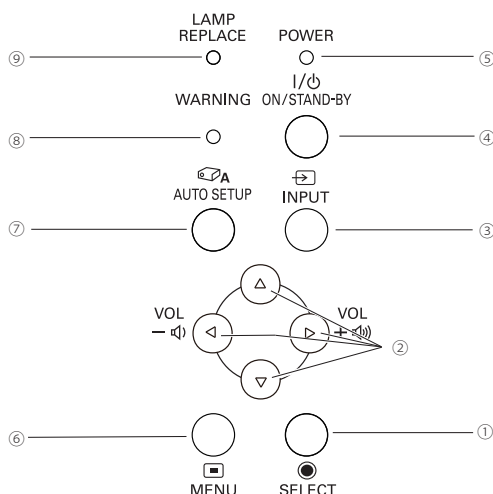 LAMP
REPLACE
POWER
⑨
⑤
I/⏻
WARNING
ON/STAND-BY
⑧
④
A
AUTO SETUP
INPUT
⑦
③
VOL
−
VOL
+
②
⑥
①
MENU
SELECT